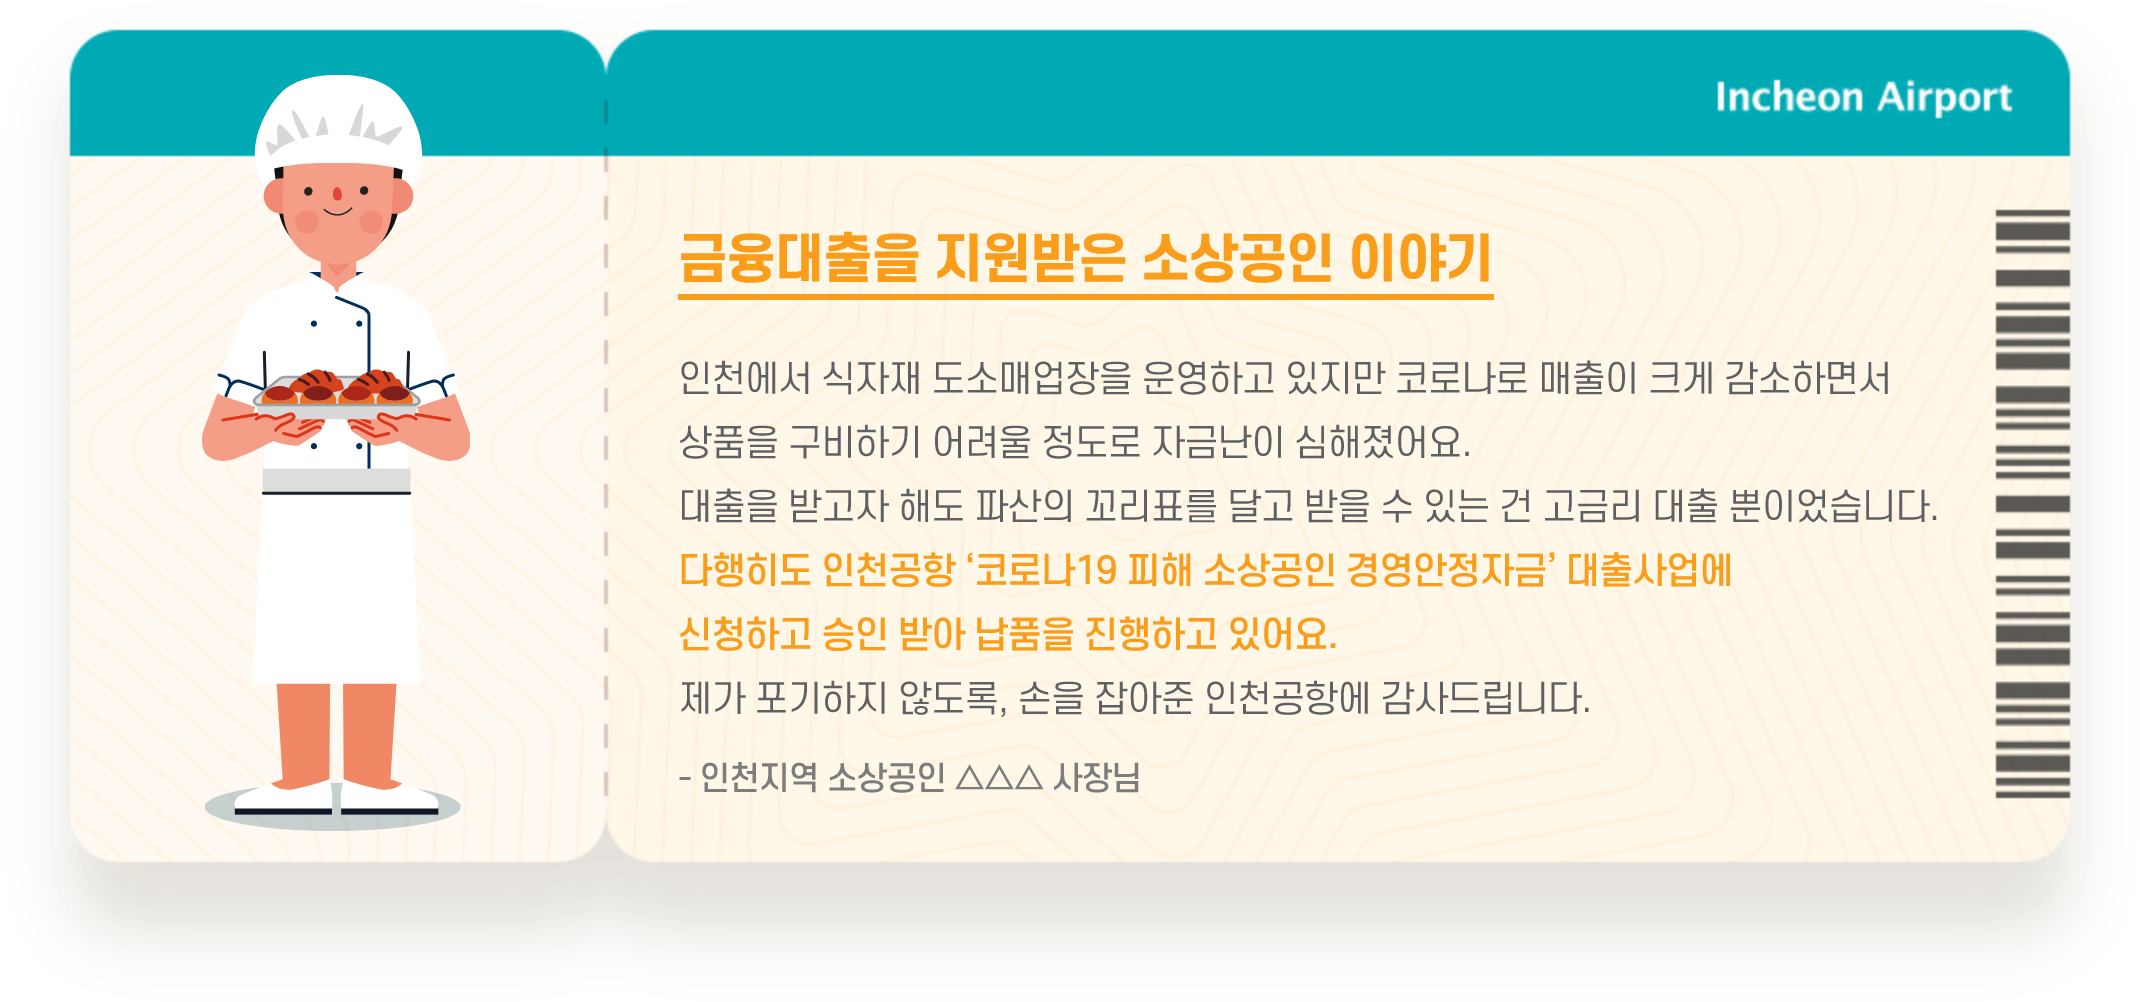 Incheon Airport
금융대출을 지원받은 소상공인 이야기
인천에서 식자재 도소매업장을 운영하고 있지만 코로나로 매출이 크게 감소하면서
상품을 구비하기 어려울 정도로 자금난이 심해졌어요.
대출을 받고자 해도 파산의 꼬리표를 달고 받을 수 있는 건 고금리 대출 뿐이었습니다.
다행히도 인천공항 ‘코로나19 피해 소상공인 경영안정자금’ 대출사업에
신청하고 승인 받아 납품을 진행하고 있어요.
제가 포기하지 않도록, 손을 잡아준 인천공항에 감사드립니다.
- 인천지역 소상공인 △△△ 사장님